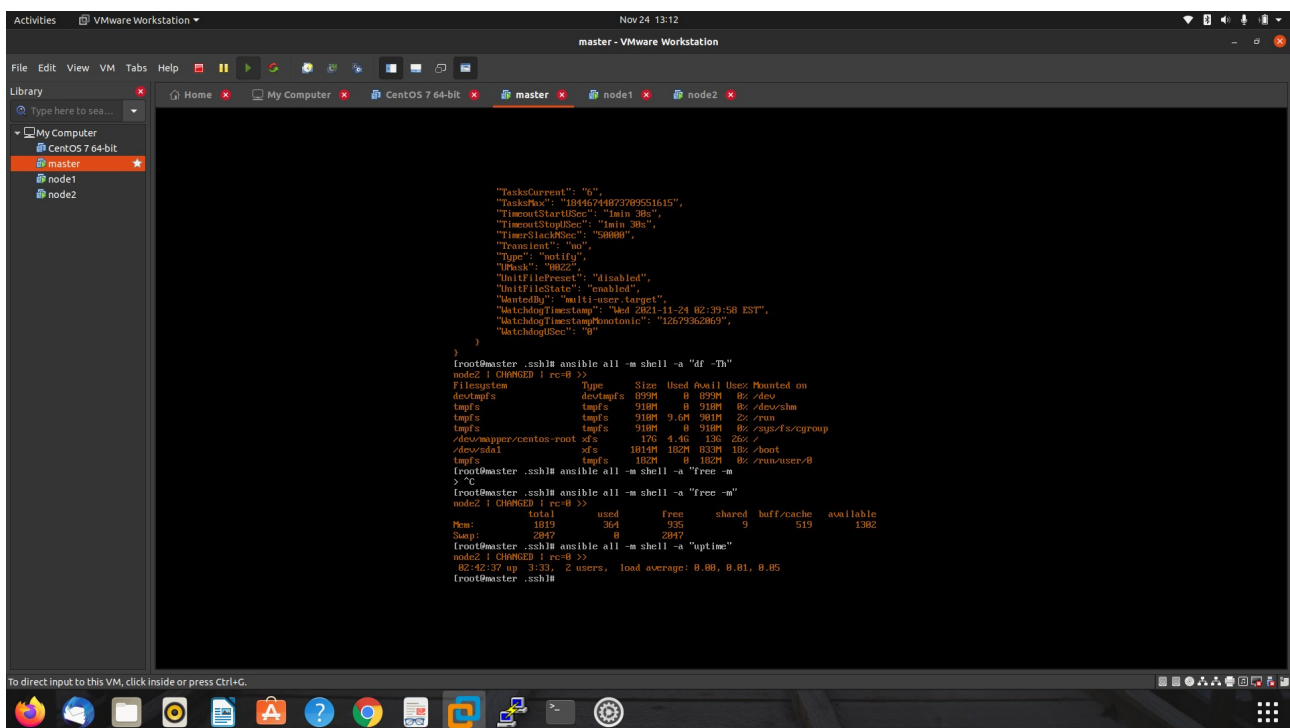 Activities VMware Workstation Nov 24 13:12
master - VMware Workstation
File Edit View VM Tabs Help
Library
Type here to sea...
My Computer
CentOS 7 64-bit
master
node1
node2
Home My Computer CentOS 7 64-bit master node1 node2
"TasksCurrent": "6",
"TasksMax": "18446744073709551615",
"TimeoutStartUSec": "1min 30s",
"TimeoutStopUSec": "1min 30s",
"TimerSlackNSec": "50000",
"Transient": "no",
"Type": "notify",
"UMask": "0022",
"UnitFilePreset": "disabled",
"UnitFileState": "enabled",
"WantedBy": "multi-user.target",
"WatchdogTimestamp": "Wed 2021-11-24 02:39:58 EST",
"WatchdogTimestampMonotonic": "12679362069",
"WatchdogUSec": "0"
}
}
[root@master .ssh]# ansible all -m shell -a "df -Th"
node2 | CHANGED | rc=0 >>
Filesystem Type Size Used Avail Use% Mounted on
devtmpfs devtmpfs 899M 0 899M 0% /dev
tmpfs tmpfs 910M 0 910M 0% /dev/shm
tmpfs tmpfs 910M 9.6M 901M 2% /run
tmpfs tmpfs 910M 0 910M 0% /sys/fs/cgroup
/dev/mapper/centos-root xfs 17G 4.4G 13G 26% /
/dev/sda1 xfs 1014M 182M 833M 18% /boot
tmpfs tmpfs 182M 0 182M 0% /run/user/0
[root@master .ssh]# ansible all -m shell -a "free -m
> ^C
[root@master .ssh]# ansible all -m shell -a "free -m"
node2 | CHANGED | rc=0 >>
total used free shared buff/cache available
Mem: 1819 364 935 9 519 1302
Swap: 2047 0 2047
[root@master .ssh]# ansible all -m shell -a "uptime"
node2 | CHANGED | rc=0 >>
02:42:37 up 3:33, 2 users, load average: 0.00, 0.01, 0.05
[root@master .ssh]#
To direct input to this VM, click inside or press Ctrl+G.